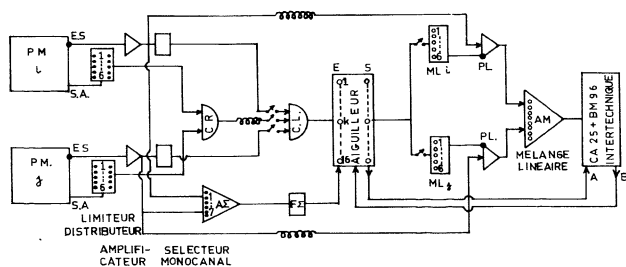 E.S
P M
i
1
6
S.A.
E.S
PM.
j
1
6
S.A
LIMITEUR
DISTRIBUTEUR
AMPLIFI-
CATEUR
SELECTEUR
MONOCANAL
C.R
C.L.
1
i
j
7
AΣ
FΣ
E
S
1
k
16
AIGUILLEUR
1
6
ML i
PL.
1
6
ML j
PL.
AM
MELANGE
LINEAIRE
CA 25 + BM 96
INTERTECHNIQUE
A
B